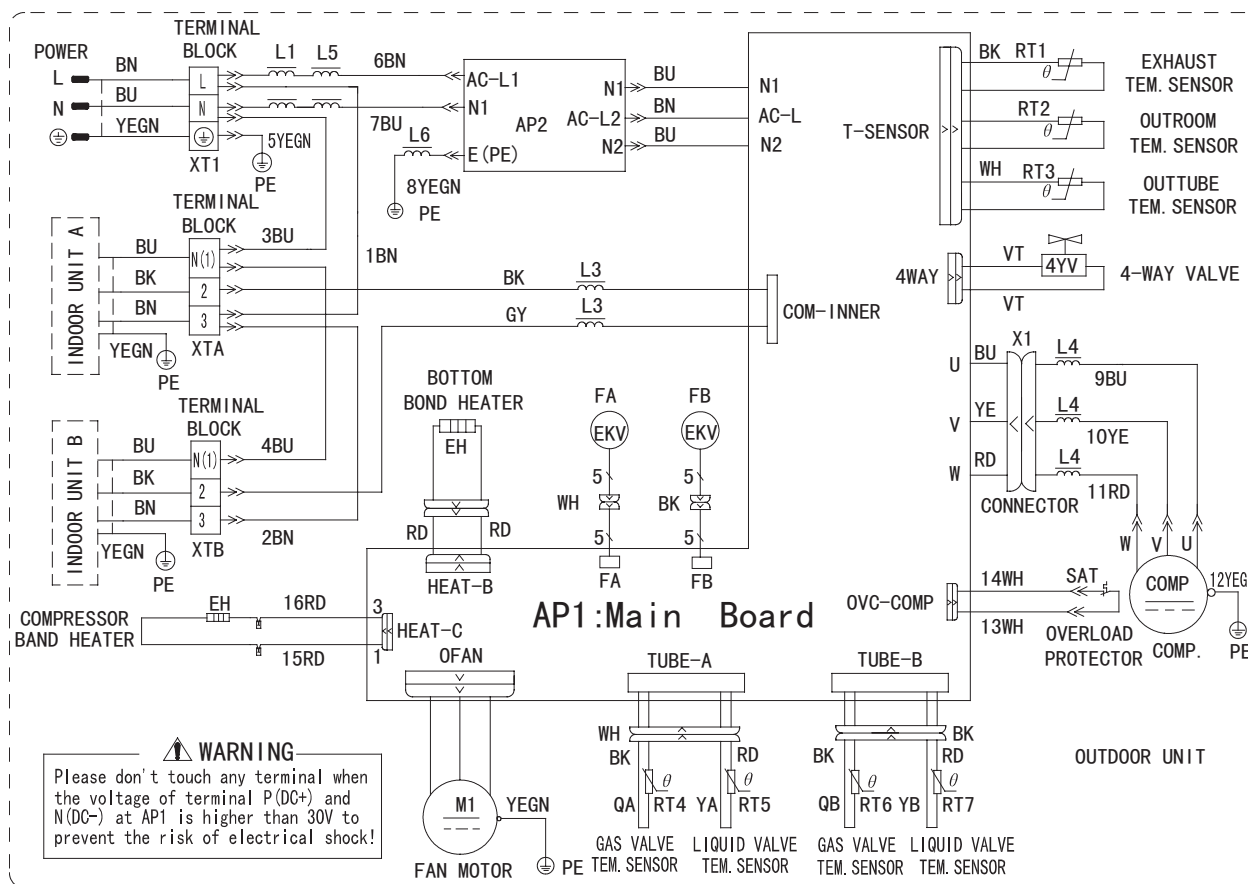 POWER
L
BN
N
BU
YEGN
TERMINAL
BLOCK
L
N
XT1
5YEGN
PE
L1
L5
6BN
7BU
L6
8YEGN
PE
AC-L1
N1
E(PE)
AP2
N1
AC-L2
N2
BU
BN
BU
N1
AC-L
N2
T-SENSOR
BK
RT1
θ
EXHAUST
TEM. SENSOR
RT2
θ
OUTROOM
TEM. SENSOR
WH
RT3
θ
OUTTUBE
TEM. SENSOR
INDOOR UNIT A
BU
BK
BN
YEGN
PE
TERMINAL
BLOCK
N(1)
2
3
XTA
3BU
1BN
BK
L3
GY
L3
COM-INNER
4WAY
VT
4YV
VT
4-WAY VALVE
INDOOR UNIT B
BU
BK
BN
YEGN
PE
TERMINAL
BLOCK
N(1)
2
3
XTB
4BU
2BN
BOTTOM
BOND HEATER
EH
RD
RD
HEAT-B
FA
EKV
5
WH
5
FA
FB
EKV
5
BK
5
FB
U
BU
V
YE
W
RD
X1
CONNECTOR
L4
9BU
L4
10YE
L4
11RD
W
V
U
COMP
COMP.
12YEG
PE
OVC-COMP
14WH
SAT
13WH
OVERLOAD
PROTECTOR
AP1:Main Board
COMPRESSOR
BAND HEATER
EH
16RD
15RD
3
HEAT-C
1
OFAN
M1
YEGN
PE
FAN MOTOR
TUBE-A
WH
BK
RD
QA
θ
RT4
YA
θ
RT5
GAS VALVE
TEM. SENSOR
LIQUID VALVE
TEM. SENSOR
TUBE-B
BK
BK
RD
QB
θ
RT6
YB
θ
RT7
GAS VALVE
TEM. SENSOR
LIQUID VALVE
TEM. SENSOR
OUTDOOR UNIT
WARNING
Please don't touch any terminal when
the voltage of terminal P(DC+) and
N(DC-) at AP1 is higher than 30V to
prevent the risk of electrical shock!